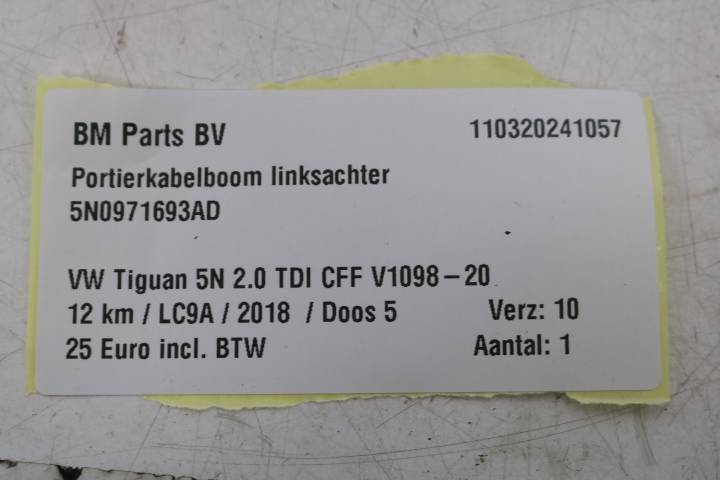 BM Parts BV 110320241057
Portierkabelboom linksachter
5N0971693AD
VW Tiguan 5N 2.0 TDI CFF V1098-20
12 km / LC9A / 2018 / Doos 5 Verz: 10
25 Euro incl. BTW Aantal: 1